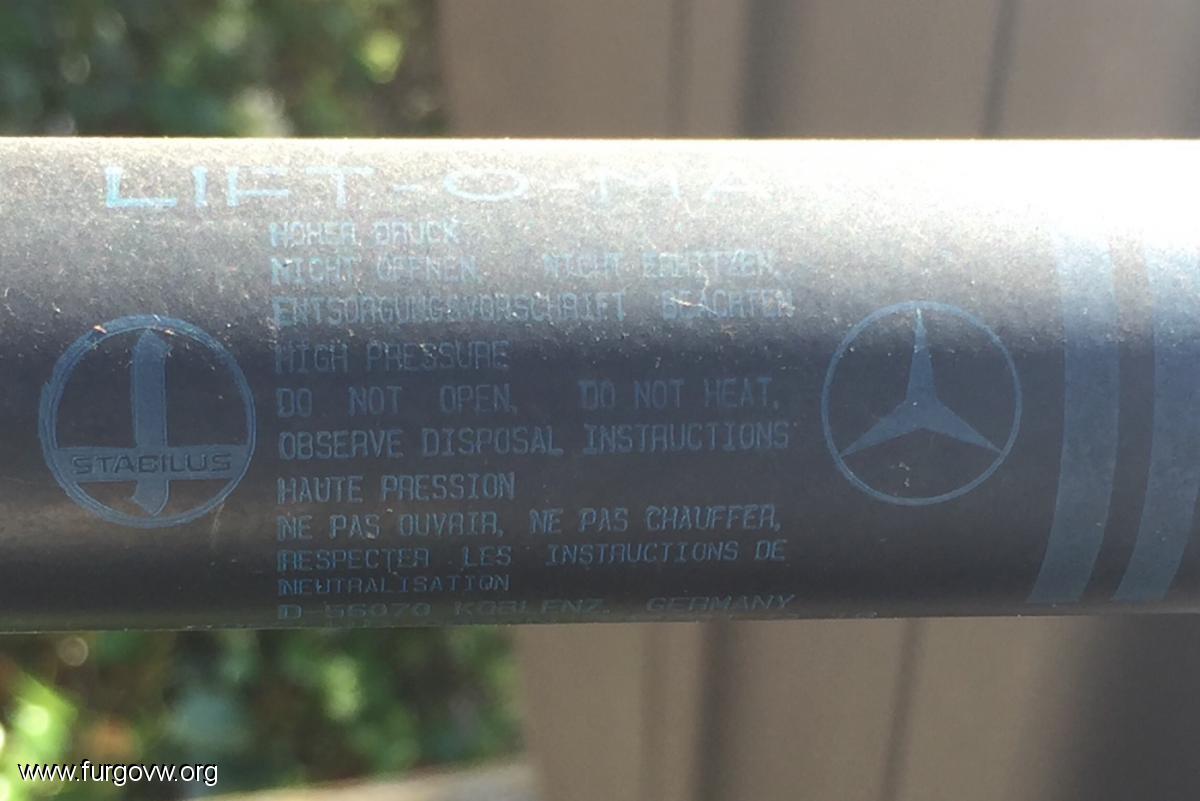 LIFT-O-MA
HOHER DRUCK
NICHT ÖFFNEN, NICHT ERHITZEN,
ENTSORGUNGSVORSCHRIFT BEACHTEN
HIGH PRESSURE
DO NOT OPEN, DO NOT HEAT,
OBSERVE DISPOSAL INSTRUCTIONS
STABILUS
HAUTE PRESSION
NE PAS OUVRIR, NE PAS CHAUFFER,
RESPECTER LES INSTRUCTIONS DE
NEUTRALISATION
D-56070 KOBLENZ, GERMANY
www.furgovw.org